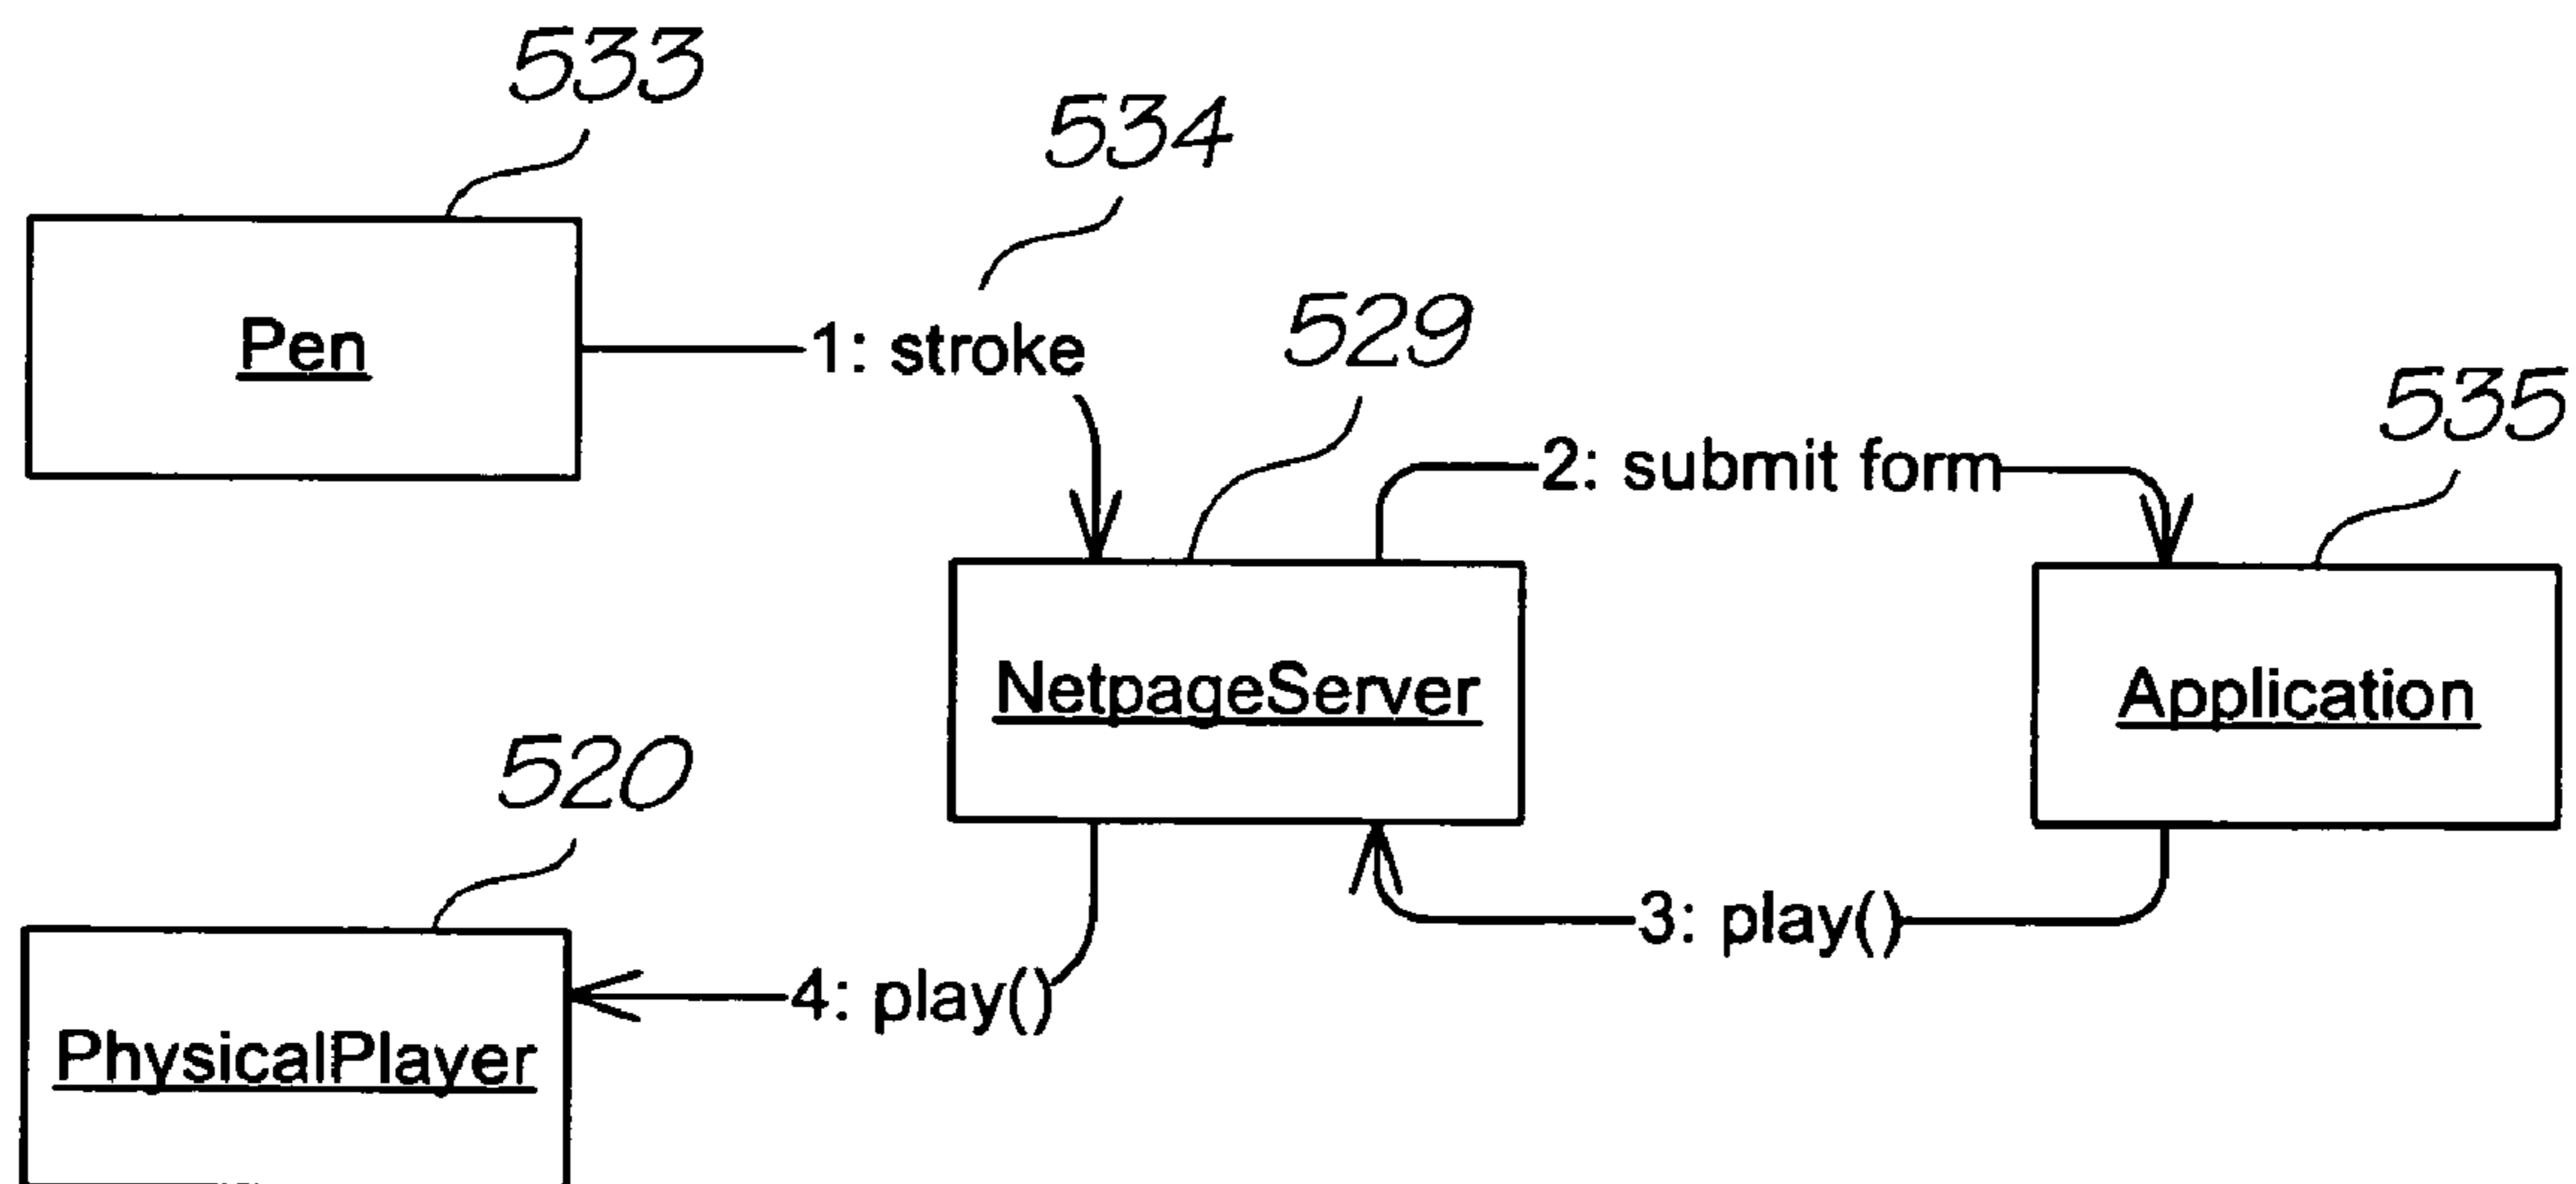 533
534
Pen
1: stroke
529
535
2: submit form
NetpageServer
Application
520
3: play()
4: play()
PhysicalPlayer